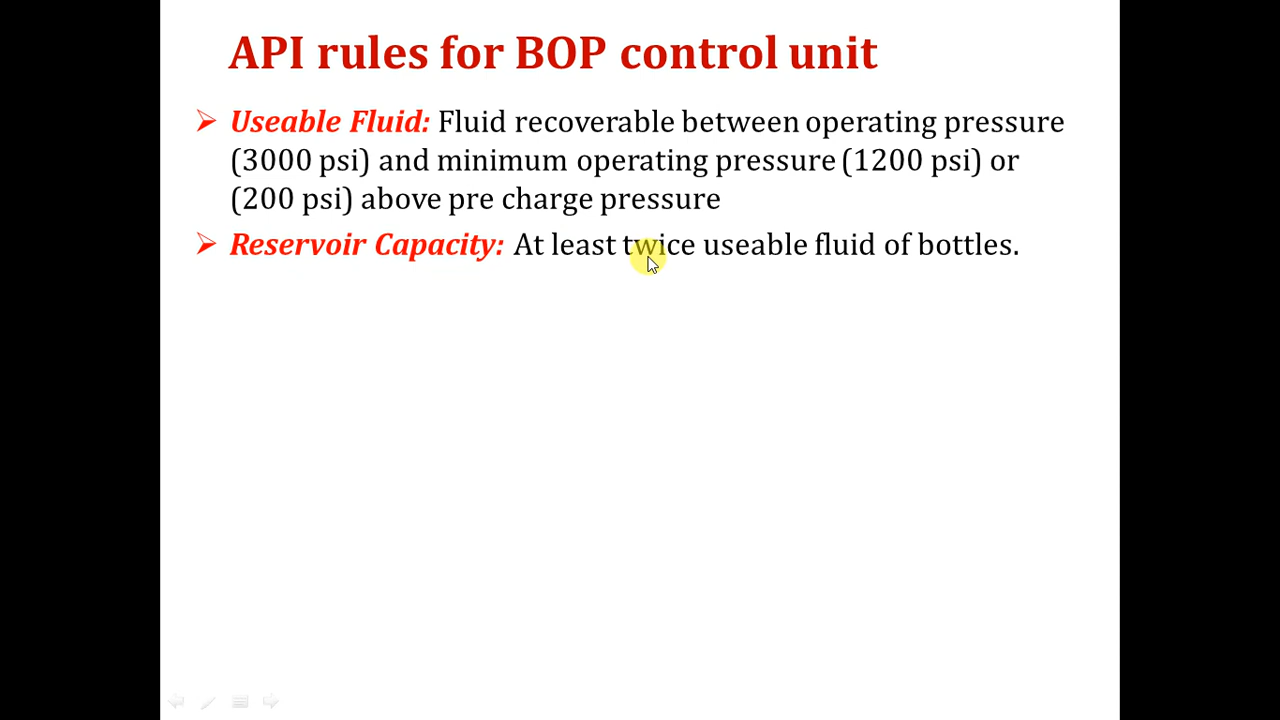 API rules for BOP control unit
Useable Fluid: Fluid recoverable between operating pressure
(3000 psi) and minimum operating pressure (1200 psi) or
(200 psi) above pre charge pressure
Reservoir Capacity: At least twice useable fluid of bottles.